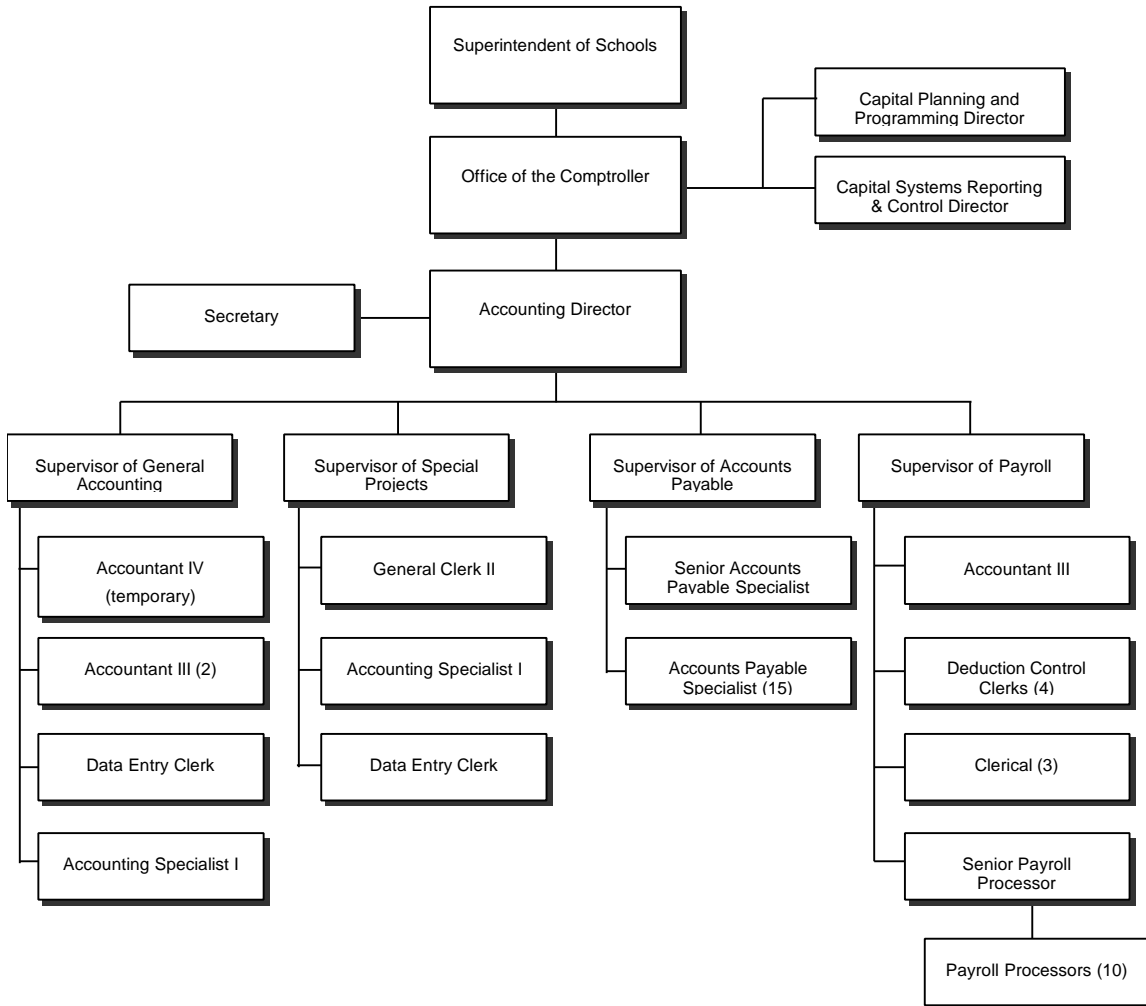 Superintendent of Schools
Capital Planning and
Programming Director
Office of the Comptroller
Capital Systems Reporting
& Control Director
Accounting Director
Secretary
Supervisor of General
Accounting
Supervisor of Special
Projects
Supervisor of Accounts
Payable
Supervisor of Payroll
Accountant IV
(temporary)
Accountant III (2)
Data Entry Clerk
Accounting Specialist I
General Clerk II
Accounting Specialist I
Data Entry Clerk
Senior Accounts
Payable Specialist
Accounts Payable
Specialist (15)
Accountant III
Deduction Control
Clerks (4)
Clerical (3)
Senior Payroll
Processor
Payroll Processors (10)